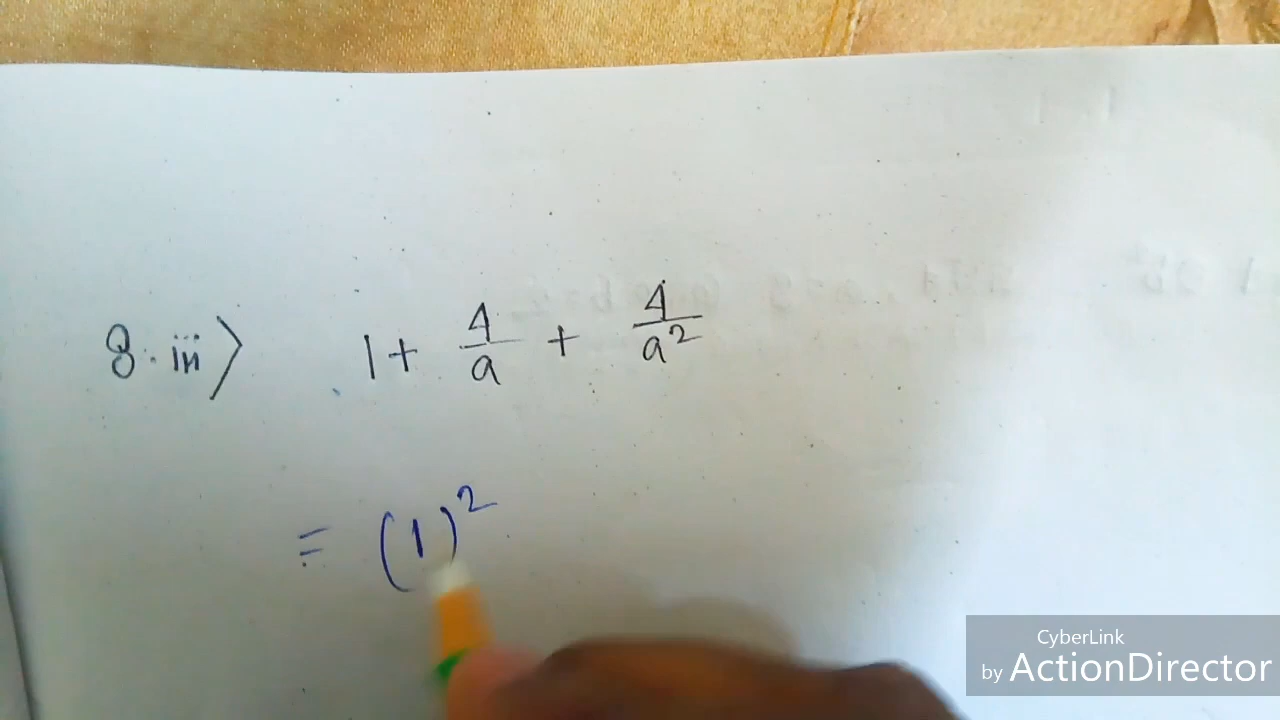 8. iii) 1 + 4/a + 4/a²
= (1)²
CyberLink
by ActionDirector